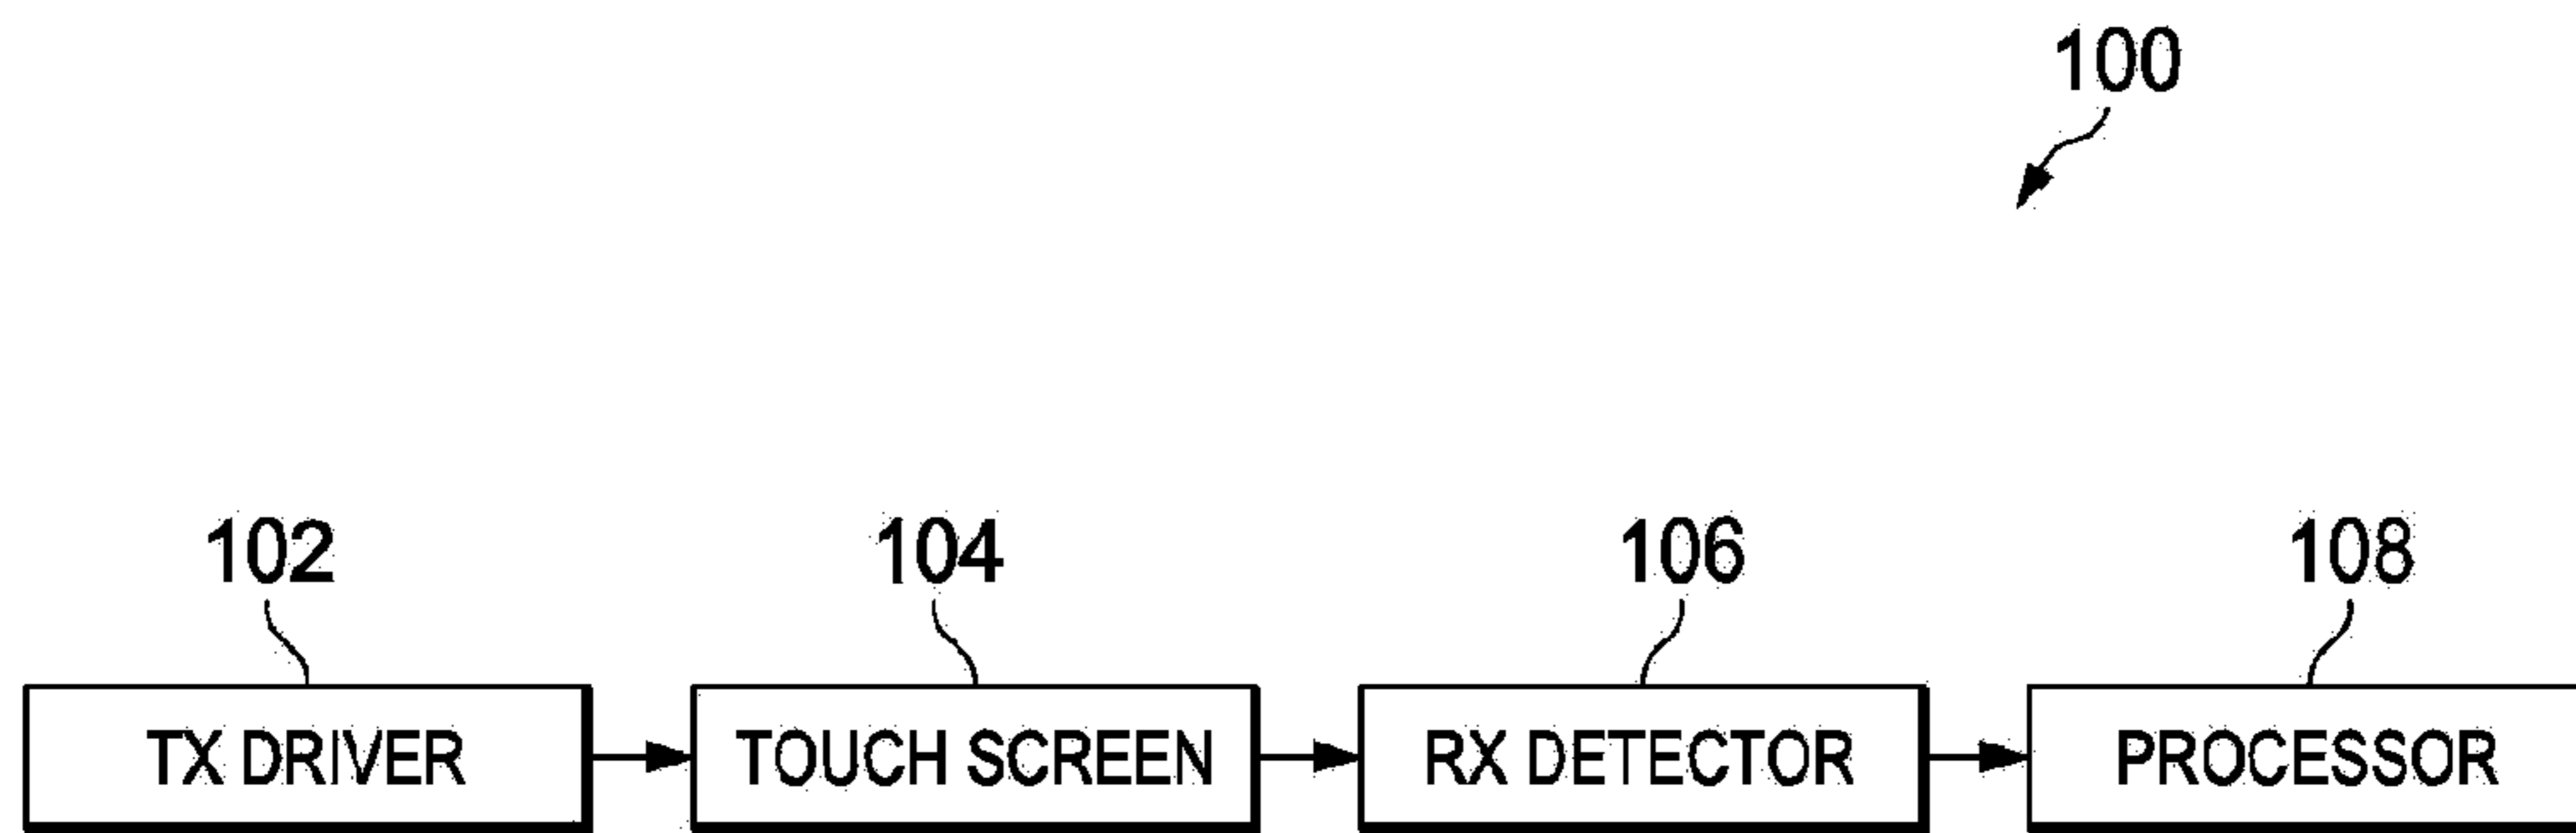 100
102 104 106 108
TX DRIVER TOUCH SCREEN RX DETECTOR PROCESSOR